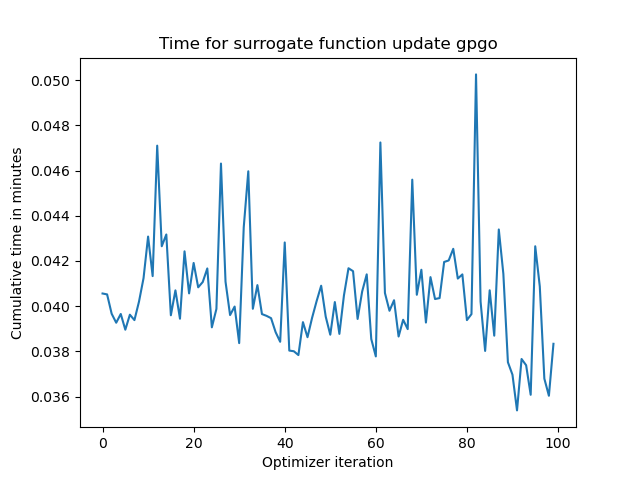 Time for surrogate function update gpgo
0.050
0.048
0.046
0.044
0.042
0.040
0.038
0.036
Cumulative time in minutes
0 20 40 60 80 100
Optimizer iteration